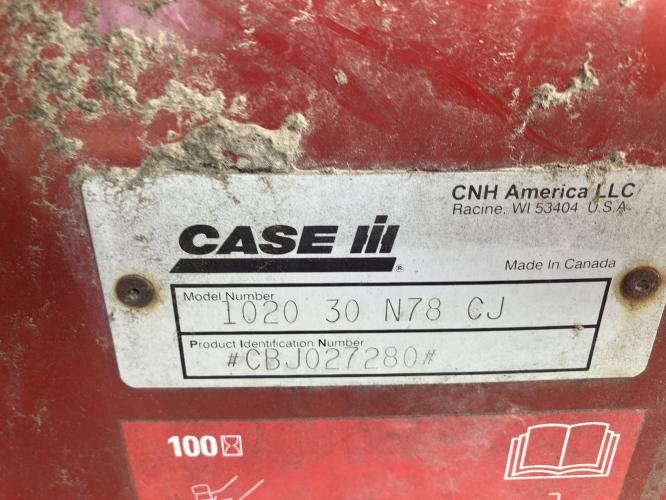 CNH America LLC
Racine, WI 53404 U.S.A.
CASE IH
Made In Canada
Model Number
1020 30 N78 CJ
Product Identification Number
#CBJ027280#
100